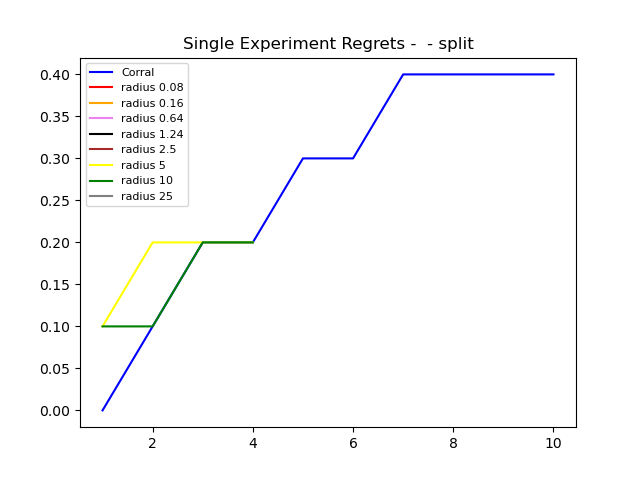 Single Experiment Regrets -  - split
0.40
0.35
0.30
0.25
0.20
0.15
0.10
0.05
0.00
Corral
radius 0.08
radius 0.16
radius 0.64
radius 1.24
radius 2.5
radius 5
radius 10
radius 25
2 4 6 8 10